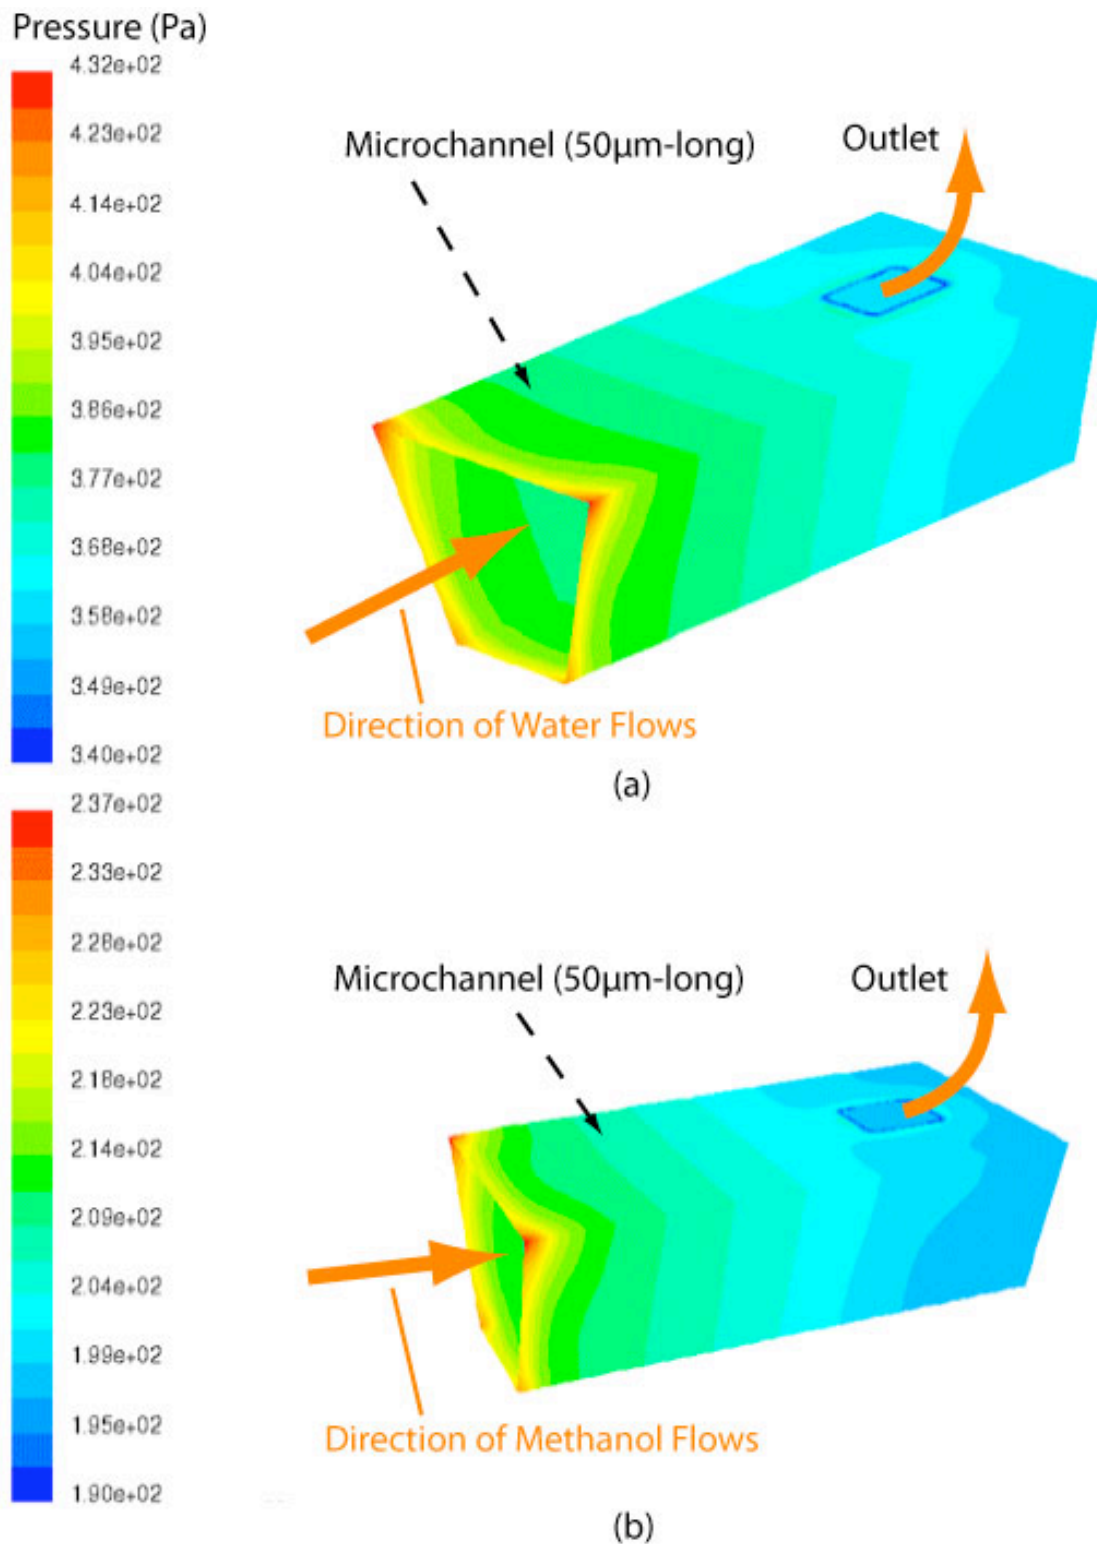 Pressure (Pa)
4.32e+02
4.23e+02
4.14e+02
4.04e+02
3.95e+02
3.86e+02
3.77e+02
3.68e+02
3.58e+02
3.49e+02
3.40e+02
Microchannel (50µm-long)
Outlet
Direction of Water Flows
(a)
2.37e+02
2.33e+02
2.28e+02
2.23e+02
2.18e+02
2.14e+02
2.09e+02
2.04e+02
1.99e+02
1.95e+02
1.90e+02
Microchannel (50µm-long)
Outlet
Direction of Methanol Flows
(b)